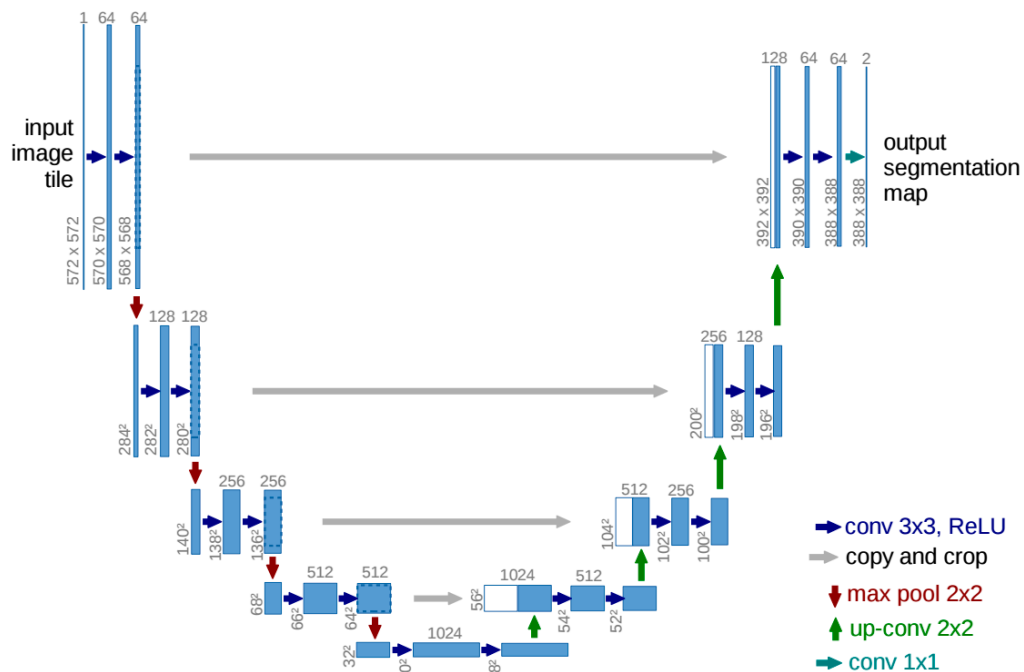 1
64
64
128
64
64
2
input
image
tile
output
segmentation
map
572 x 572
570 x 570
568 x 568
392 x 392
390 x 390
388 x 388
388 x 388
128
128
256
128
284²
282²
280²
200²
198²
196²
256
256
512
256
140²
138²
136²
104²
102²
100²
conv 3x3, ReLU
copy and crop
max pool 2x2
up-conv 2x2
conv 1x1
512
512
1024
512
68²
66²
64²
56²
54²
52²
1024
32²
0²
8²